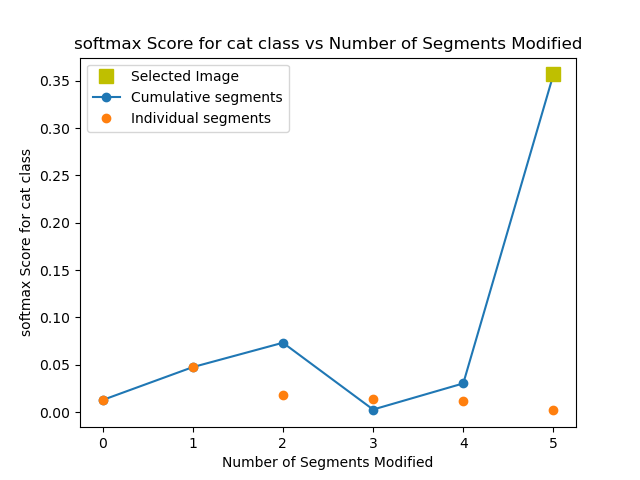 softmax Score for cat class vs Number of Segments Modified
Selected Image
Cumulative segments
Individual segments
softmax Score for cat class
0.35
0.30
0.25
0.20
0.15
0.10
0.05
0.00
0 1 2 3 4 5
Number of Segments Modified